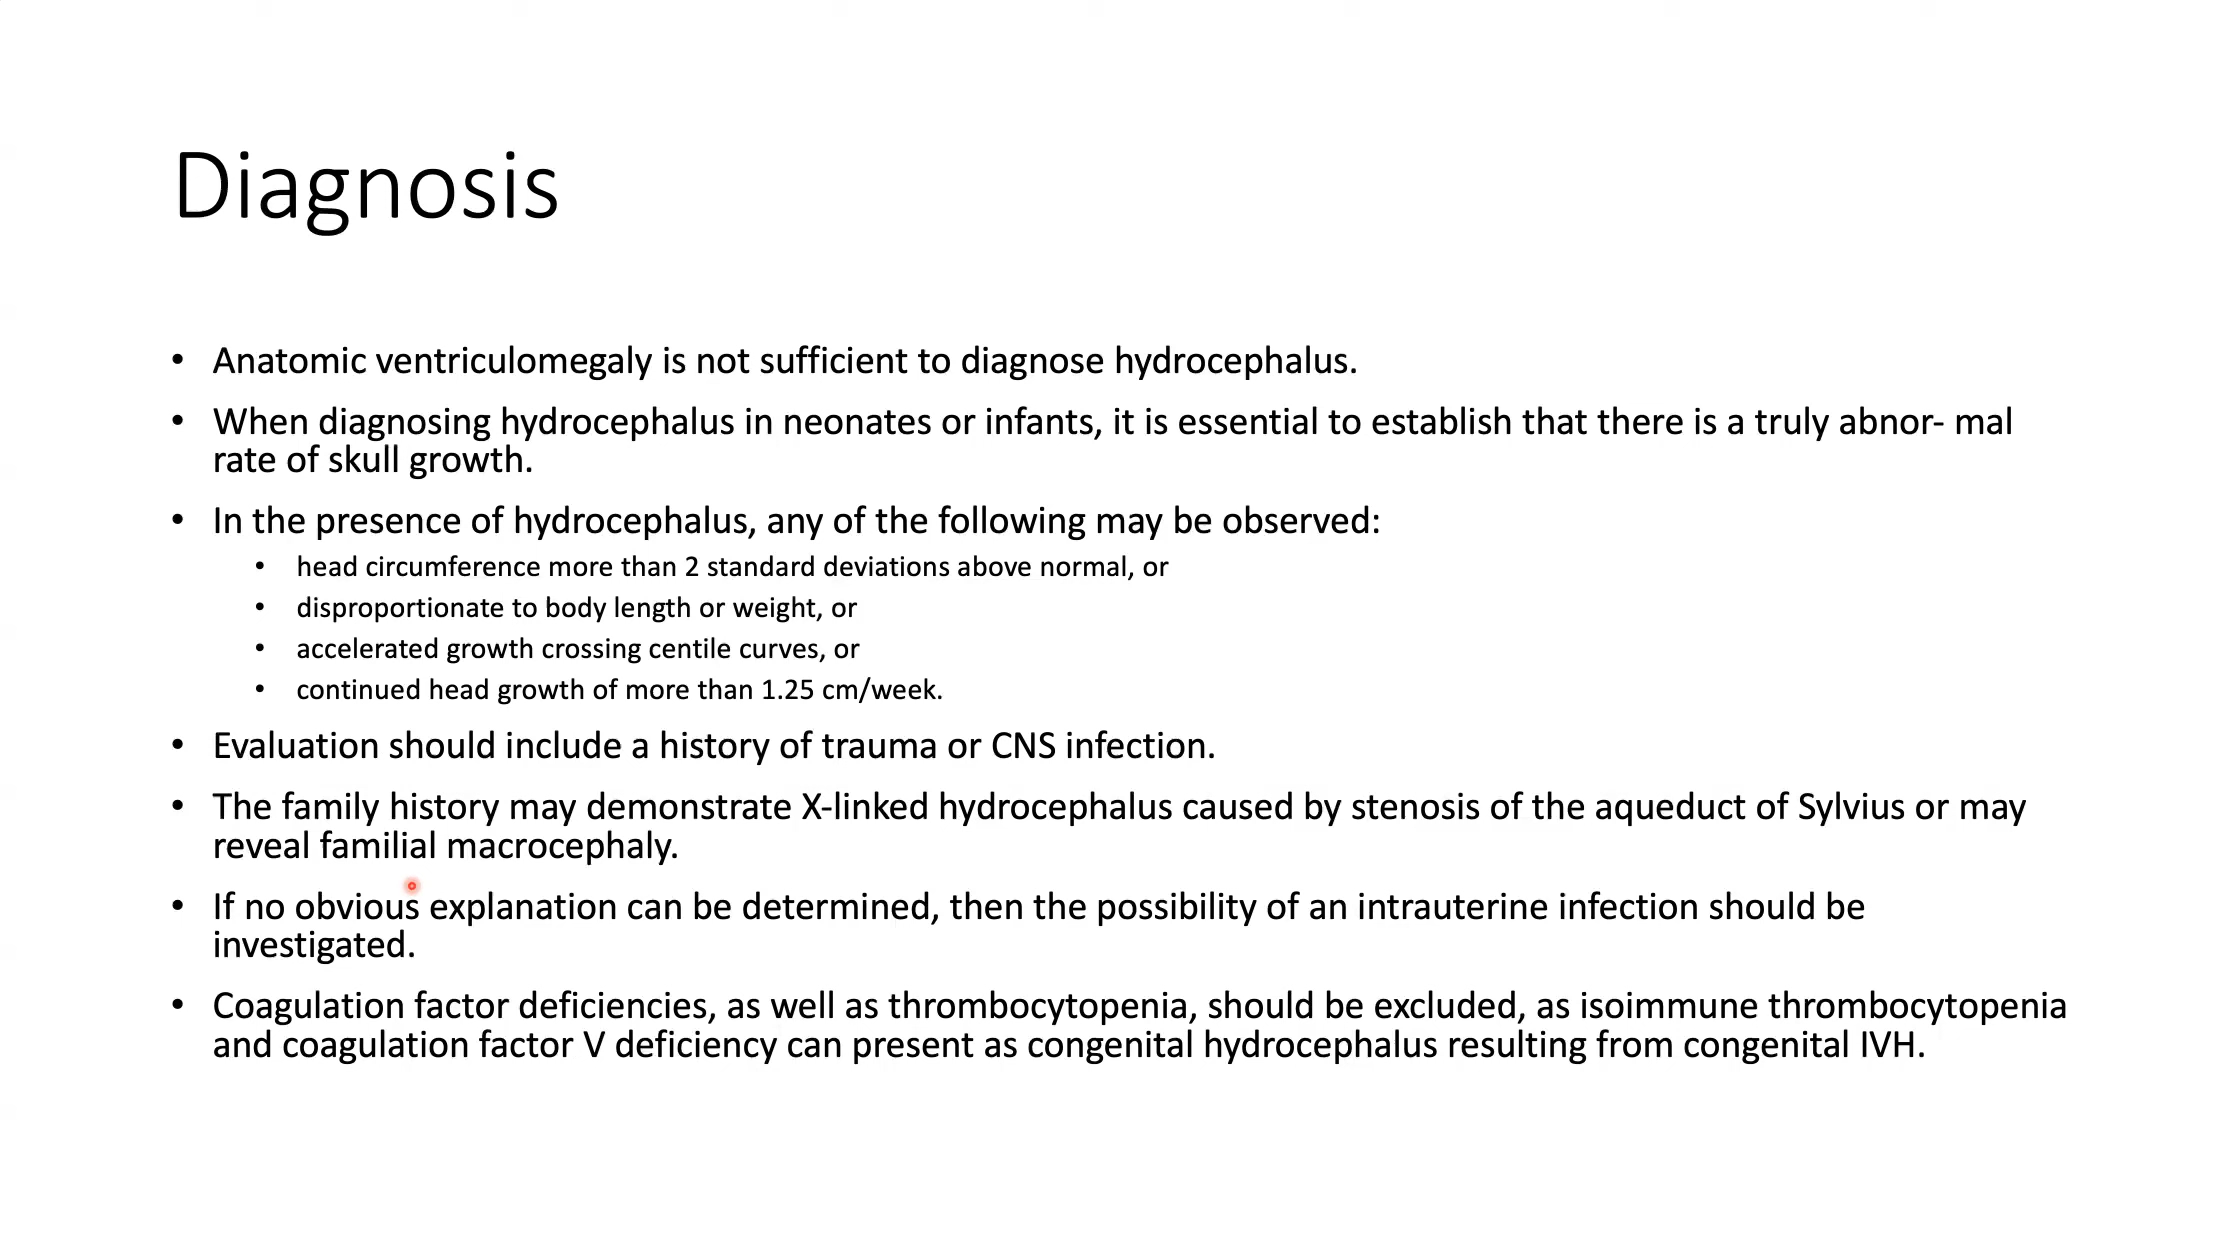 Diagnosis
• Anatomic ventriculomegaly is not sufficient to diagnose hydrocephalus.
• When diagnosing hydrocephalus in neonates or infants, it is essential to establish that there is a truly abnor- mal
rate of skull growth.
• In the presence of hydrocephalus, any of the following may be observed:
• head circumference more than 2 standard deviations above normal, or
• disproportionate to body length or weight, or
• accelerated growth crossing centile curves, or
• continued head growth of more than 1.25 cm/week.
• Evaluation should include a history of trauma or CNS infection.
• The family history may demonstrate X-linked hydrocephalus caused by stenosis of the aqueduct of Sylvius or may
reveal familial macrocephaly.
• If no obvious explanation can be determined, then the possibility of an intrauterine infection should be
investigated.
• Coagulation factor deficiencies, as well as thrombocytopenia, should be excluded, as isoimmune thrombocytopenia
and coagulation factor V deficiency can present as congenital hydrocephalus resulting from congenital IVH.